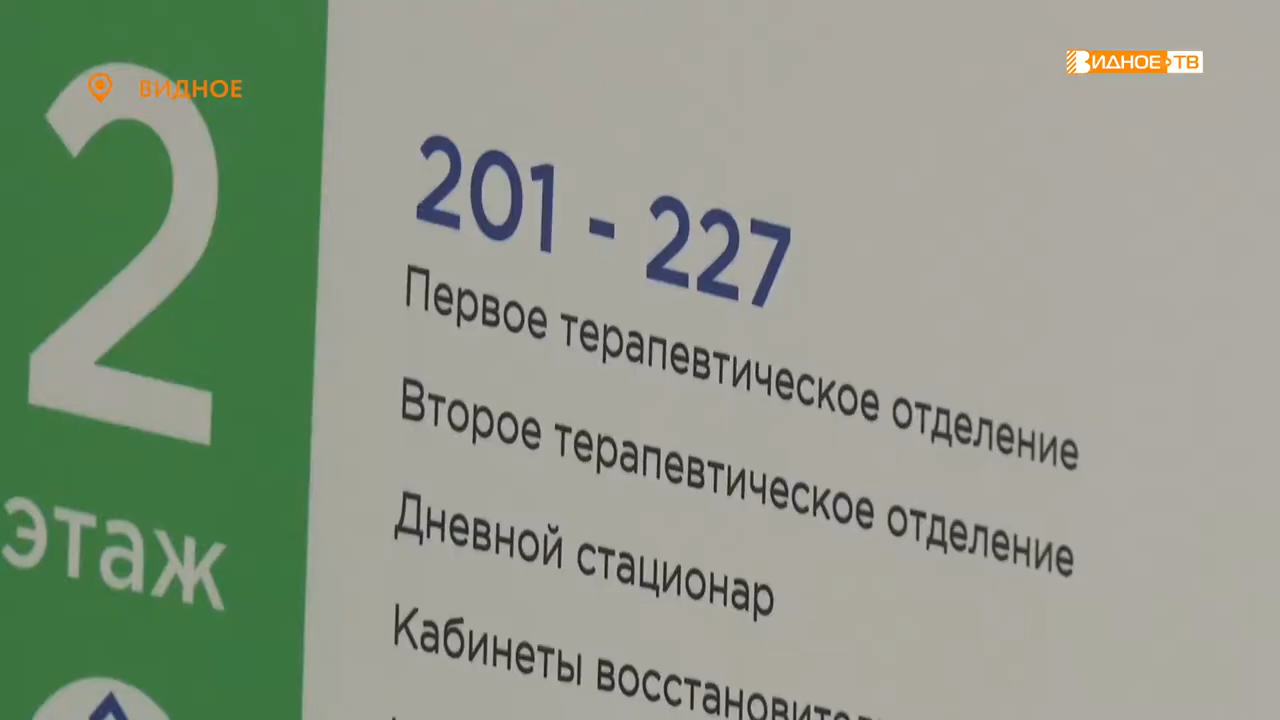 ВИДНОЕ
ВИДНОЕ ТВ
2
этаж
201 - 227
Первое терапевтическое отделение
Второе терапевтическое отделение
Дневной стационар
Кабинеты